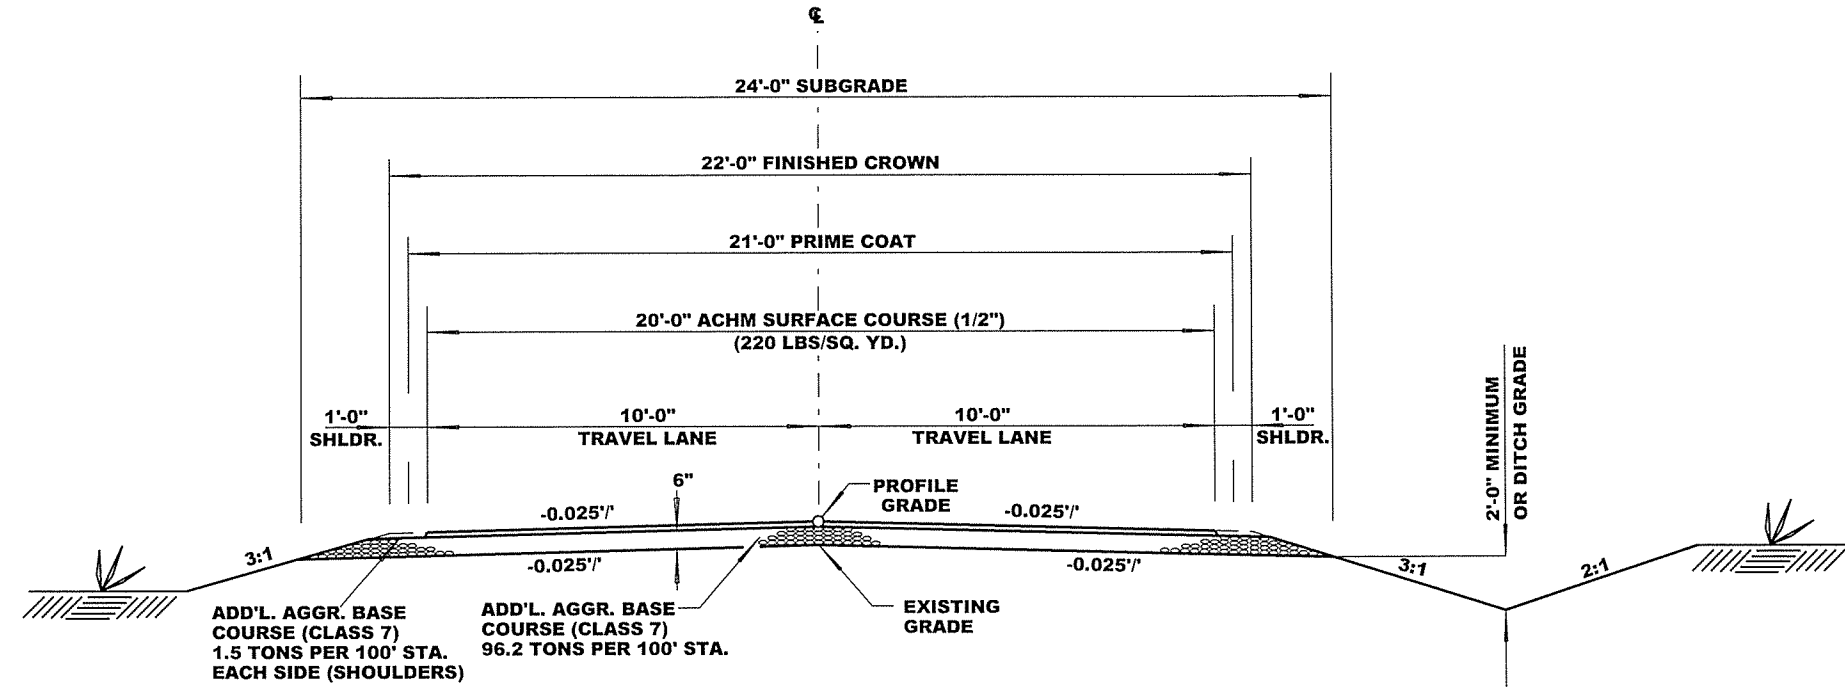 ℄
24'-0" SUBGRADE
22'-0" FINISHED CROWN
21'-0" PRIME COAT
20'-0" ACHM SURFACE COURSE (1/2")
(220 LBS/SQ. YD.)
1'-0"
SHLDR.
10'-0"
TRAVEL LANE
10'-0"
TRAVEL LANE
1'-0"
SHLDR.
2'-0" MINIMUM
OR DITCH GRADE
6"
PROFILE
GRADE
-0.025'/'
-0.025'/'
3:1
-0.025'/'
-0.025'/'
3:1
2:1
ADD'L. AGGR. BASE
COURSE (CLASS 7)
1.5 TONS PER 100' STA.
EACH SIDE (SHOULDERS)
ADD'L. AGGR. BASE
COURSE (CLASS 7)
96.2 TONS PER 100' STA.
EXISTING
GRADE